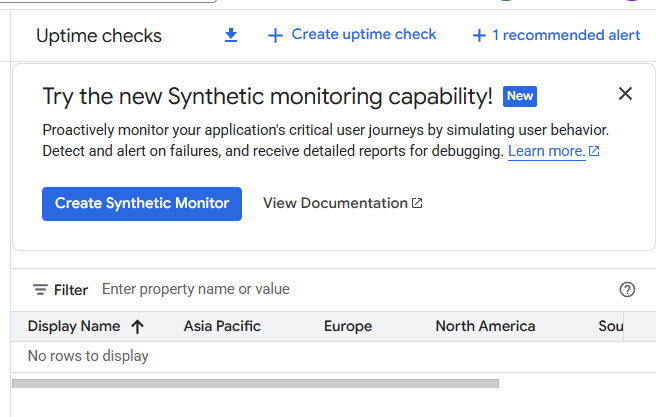 Uptime checks
Create uptime check
1 recommended alert
Try the new Synthetic monitoring capability! New
Proactively monitor your application's critical user journeys by simulating user behavior.
Detect and alert on failures, and receive detailed reports for debugging. Learn more.
Create Synthetic Monitor
View Documentation
Filter Enter property name or value
Display Name Asia Pacific Europe North America Sou
No rows to display